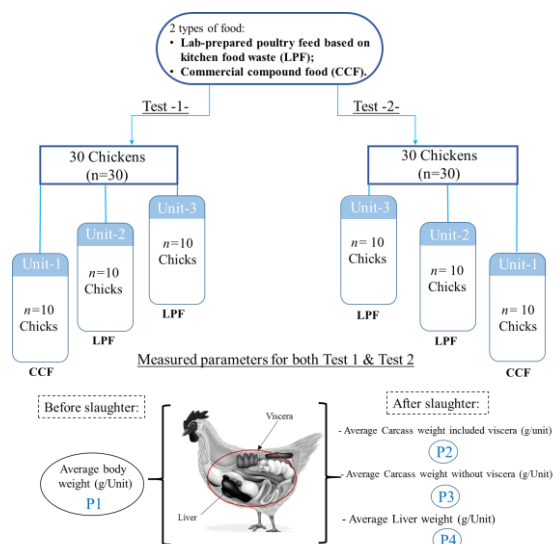 2 types of food:
• Lab-prepared poultry feed based on
kitchen food waste (LPF);
• Commercial compound food (CCF).
Test -1-
Test -2-
30 Chickens
(n=30)
30 Chickens
(n=30)
Unit-1
n=10
Chicks
CCF
Unit-2
n=10
Chicks
LPF
Unit-3
n=10
Chicks
LPF
Unit-3
n= 10
Chicks
LPF
Unit-2
n= 10
Chicks
LPF
Unit-1
n= 10
Chicks
CCF
Measured parameters for both Test 1 & Test 2
Before slaughter:
Average body
weight (g/Unit)
P1
Viscera
Liver
After slaughter:
- Average Carcass weight included viscera (g/unit)
P2
- Average Carcass weight without viscera (g/Unit)
P3
- Average Liver weight (g/Unit)
P4